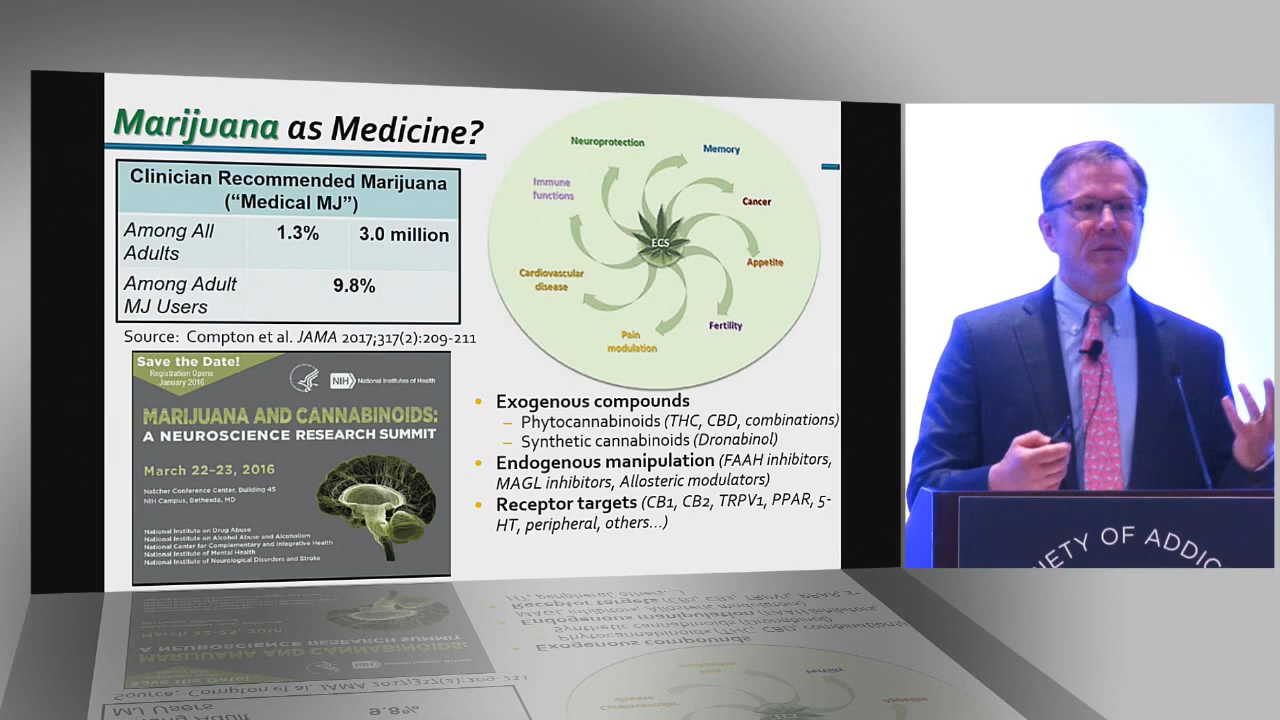 Marijuana as Medicine?
Clinician Recommended Marijuana
(“Medical MJ”)
Among All
Adults
1.3%
3.0 million
Among Adult
MJ Users
9.8%
Source: Compton et al. JAMA 2017;317(2):209-211
Save the Date!
Registration Opens
January 2016
NIH National Institutes of Health
MARIJUANA AND CANNABINOIDS:
A NEUROSCIENCE RESEARCH SUMMIT
March 22-23, 2016
Natcher Conference Center, Building 45
NIH Campus, Bethesda, MD
National Institute on Drug Abuse
National Institute on Alcohol Abuse and Alcoholism
National Center for Complementary and Integrative Health
National Institute of Mental Health
National Institute of Neurological Disorders and Stroke
Neuroprotection
Memory
Immune
functions
Cancer
ECS
Appetite
Cardiovascular
disease
Fertility
Pain
modulation
• Exogenous compounds
– Phytocannabinoids (THC, CBD, combinations)
– Synthetic cannabinoids (Dronabinol)
• Endogenous manipulation (FAAH inhibitors,
MAGL inhibitors, Allosteric modulators)
• Receptor targets (CB1, CB2, TRPV1, PPAR, 5-
HT, peripheral, others...)
IETY OF ADDIC